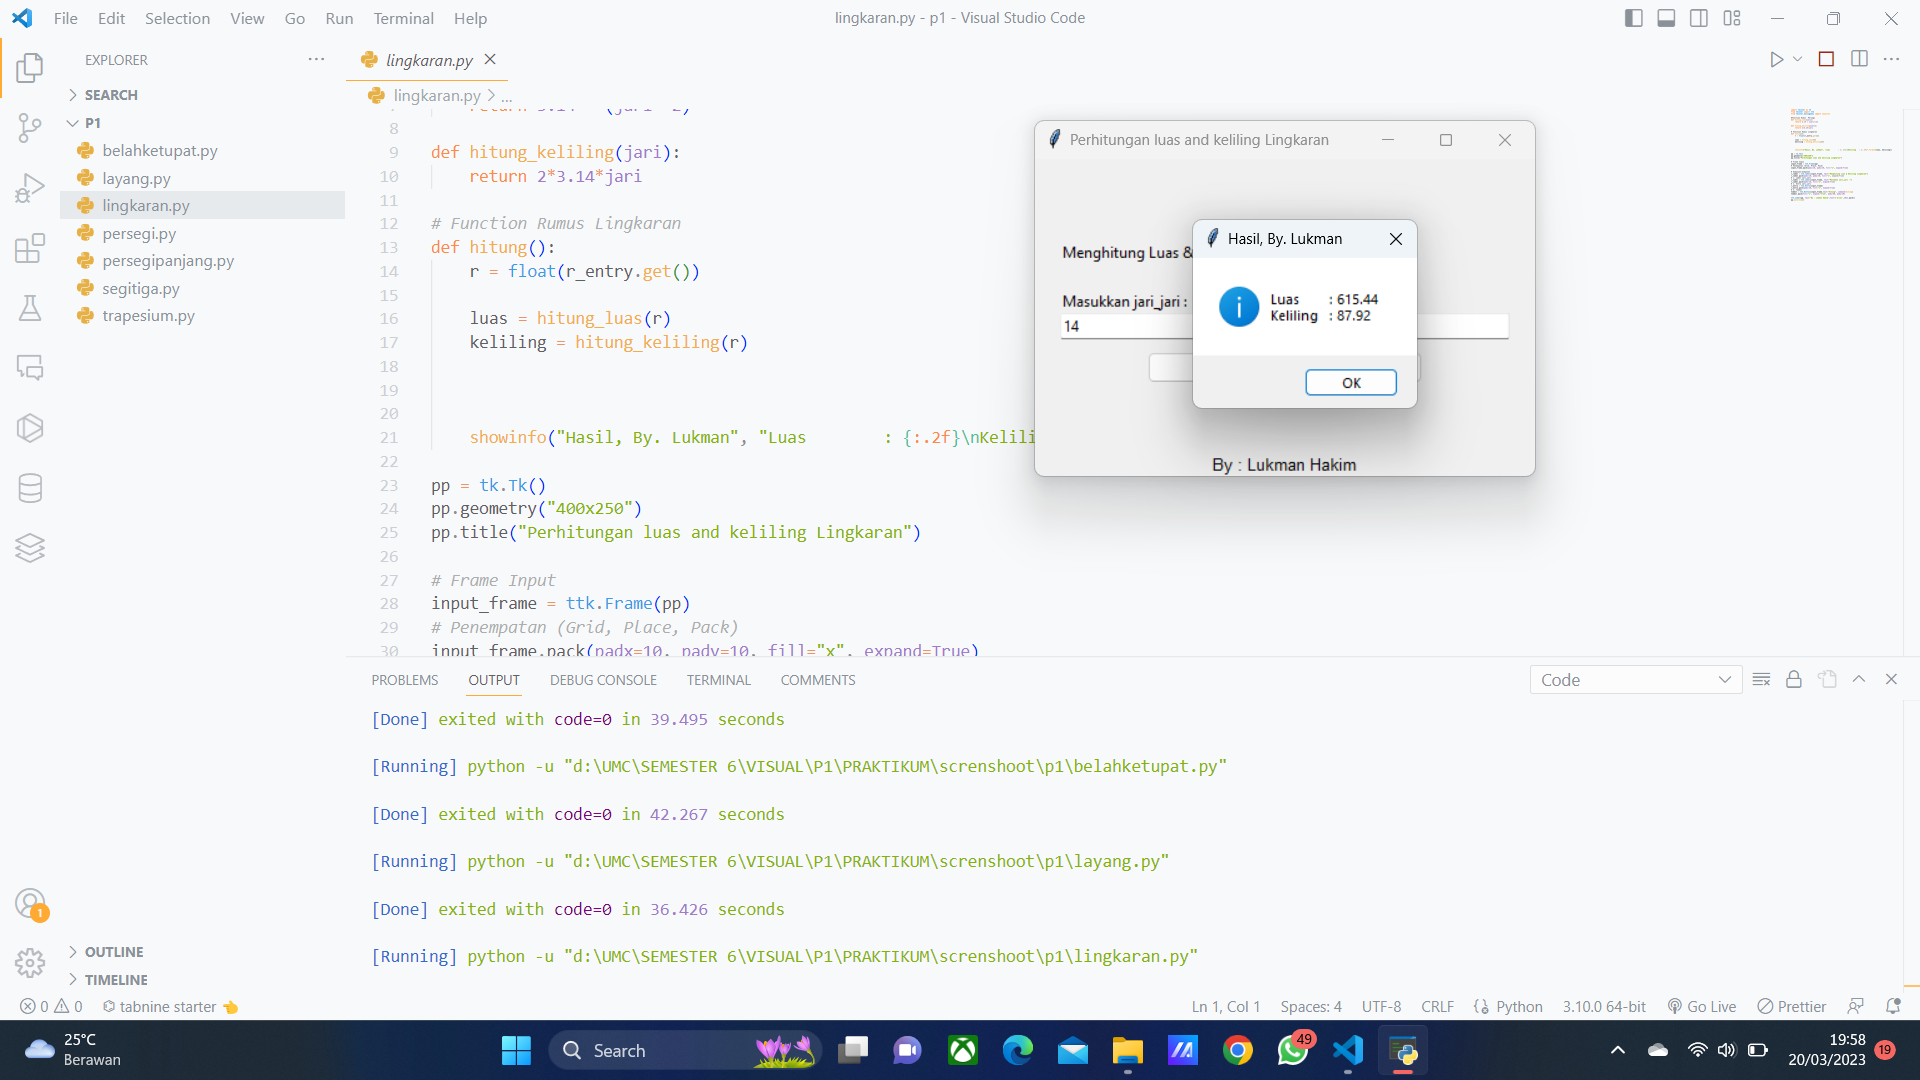 File Edit Selection View Go Run Terminal Help
lingkaran.py - p1 - Visual Studio Code
EXPLORER
SEARCH
P1
belahketupat.py
layang.py
lingkaran.py
persegi.py
persegipanjang.py
segitiga.py
trapesium.py
OUTLINE
TIMELINE
lingkaran.py
lingkaran.py > ...
8
9 def hitung_keliling(jari):
10 return 2*3.14*jari
11
12 # Function Rumus Lingkaran
13 def hitung():
14 r = float(r_entry.get())
15
16 luas = hitung_luas(r)
17 keliling = hitung_keliling(r)
18
19
20
21 showinfo("Hasil, By. Lukman", "Luas : {:.2f}\nKelili
22
23 pp = tk.Tk()
24 pp.geometry("400x250")
25 pp.title("Perhitungan luas and keliling Lingkaran")
26
27 # Frame Input
28 input_frame = ttk.Frame(pp)
29 # Penempatan (Grid, Place, Pack)
30 input_frame.pack(padx=10, pady=10, fill="x", expand=True)
Perhitungan luas and keliling Lingkaran
Menghitung Luas &
Masukkan jari_jari :
14
By : Lukman Hakim
Hasil, By. Lukman
Luas : 615.44
Keliling : 87.92
OK
PROBLEMS OUTPUT DEBUG CONSOLE TERMINAL COMMENTS
Code
[Done] exited with code=0 in 39.495 seconds
[Running] python -u "d:\UMC\SEMESTER 6\VISUAL\P1\PRAKTIKUM\screnshoot\p1\belahketupat.py"
[Done] exited with code=0 in 42.267 seconds
[Running] python -u "d:\UMC\SEMESTER 6\VISUAL\P1\PRAKTIKUM\screnshoot\p1\layang.py"
[Done] exited with code=0 in 36.426 seconds
[Running] python -u "d:\UMC\SEMESTER 6\VISUAL\P1\PRAKTIKUM\screnshoot\p1\lingkaran.py"
1
0 0 tabnine starter
Ln 1, Col 1 Spaces: 4 UTF-8 CRLF Python 3.10.0 64-bit Go Live Prettier
25°C
Berawan
Search
49
19:58
20/03/2023
19